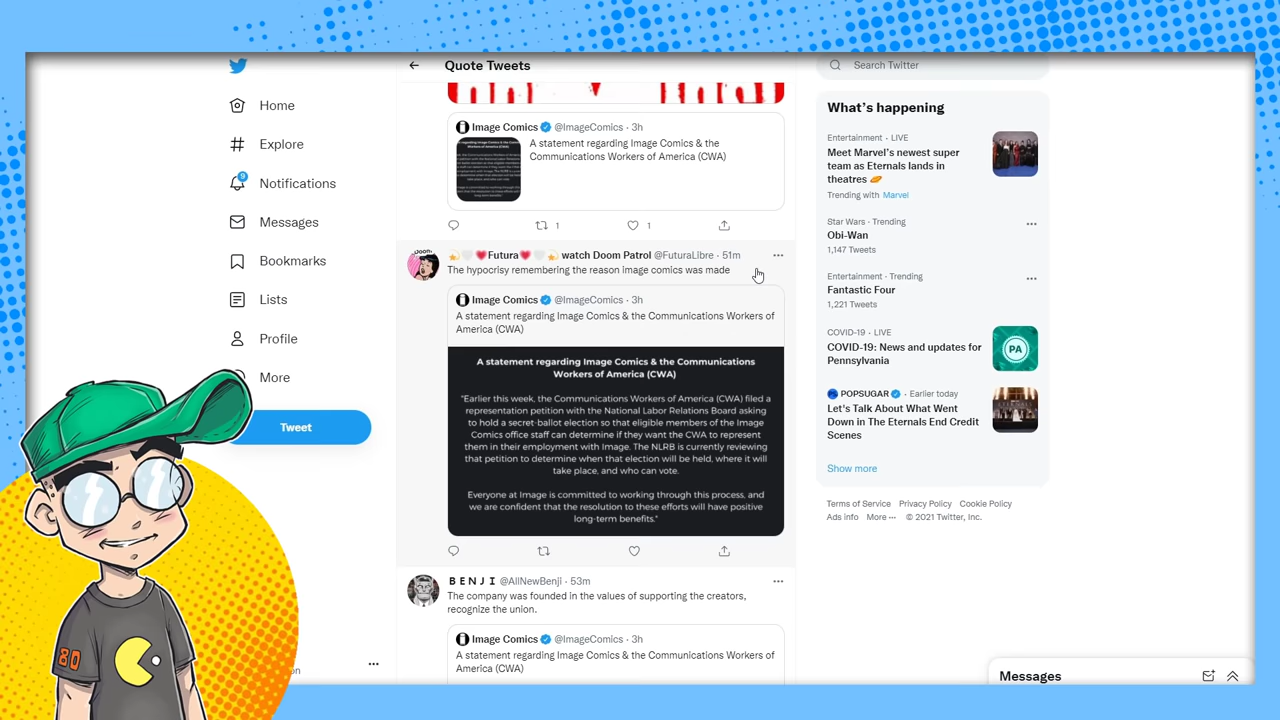 Home
Explore
9
Notifications
Messages
Bookmarks
Lists
Profile
More
Tweet
80
Quote Tweets
Image Comics @ImageComics · 3h
A statement regarding Image Comics & the
Communications Workers of America (CWA)
1
1
Futura watch Doom Patrol @FuturaLibre · 51m
The hypocrisy remembering the reason image comics was made
Image Comics @ImageComics · 3h
A statement regarding Image Comics & the Communications Workers of
America (CWA)
A statement regarding Image Comics & the Communications
Workers of America (CWA)
"Earlier this week, the Communications Workers of America (CWA) filed a
representation petition with the National Labor Relations Board asking
to hold a secret-ballot election so that eligible members of the Image
Comics office staff can determine if they want the CWA to represent
them in their employment with Image. The NLRB is currently reviewing
that petition to determine when that election will be held, where it will
take place, and who can vote.
Everyone at Image is committed to working through this process, and
we are confident that the resolution to these efforts will have positive
long-term benefits."
B E N J I @AllNewBenji · 53m
The company was founded in the values of supporting the creators,
recognize the union.
Image Comics @ImageComics · 3h
A statement regarding Image Comics & the Communications Workers of
America (CWA)
Search Twitter
What's happening
Entertainment · LIVE
Meet Marvel's newest super
team as Eternals lands in
theatres
Trending with Marvel
Star Wars · Trending
Obi-Wan
1,147 Tweets
Entertainment · Trending
Fantastic Four
1,221 Tweets
COVID-19 · LIVE
COVID-19: News and updates for
Pennsylvania
PA
POPSUGAR · Earlier today
Let's Talk About What Went
Down in The Eternals End Credit
Scenes
Show more
Terms of Service Privacy Policy Cookie Policy
Ads info More ··· © 2021 Twitter, Inc.
Messages